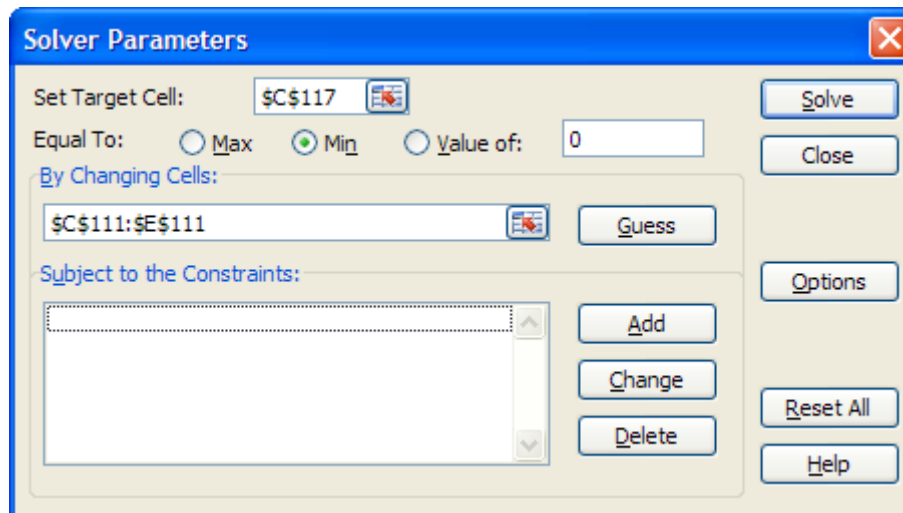 Solver Parameters
Set Target Cell: $C$117 Solve
Equal To: Max Min Value of: 0 Close
By Changing Cells:
$C$111:$E$111 Guess
Subject to the Constraints: Options
Add
Change
Reset All
Delete
Help